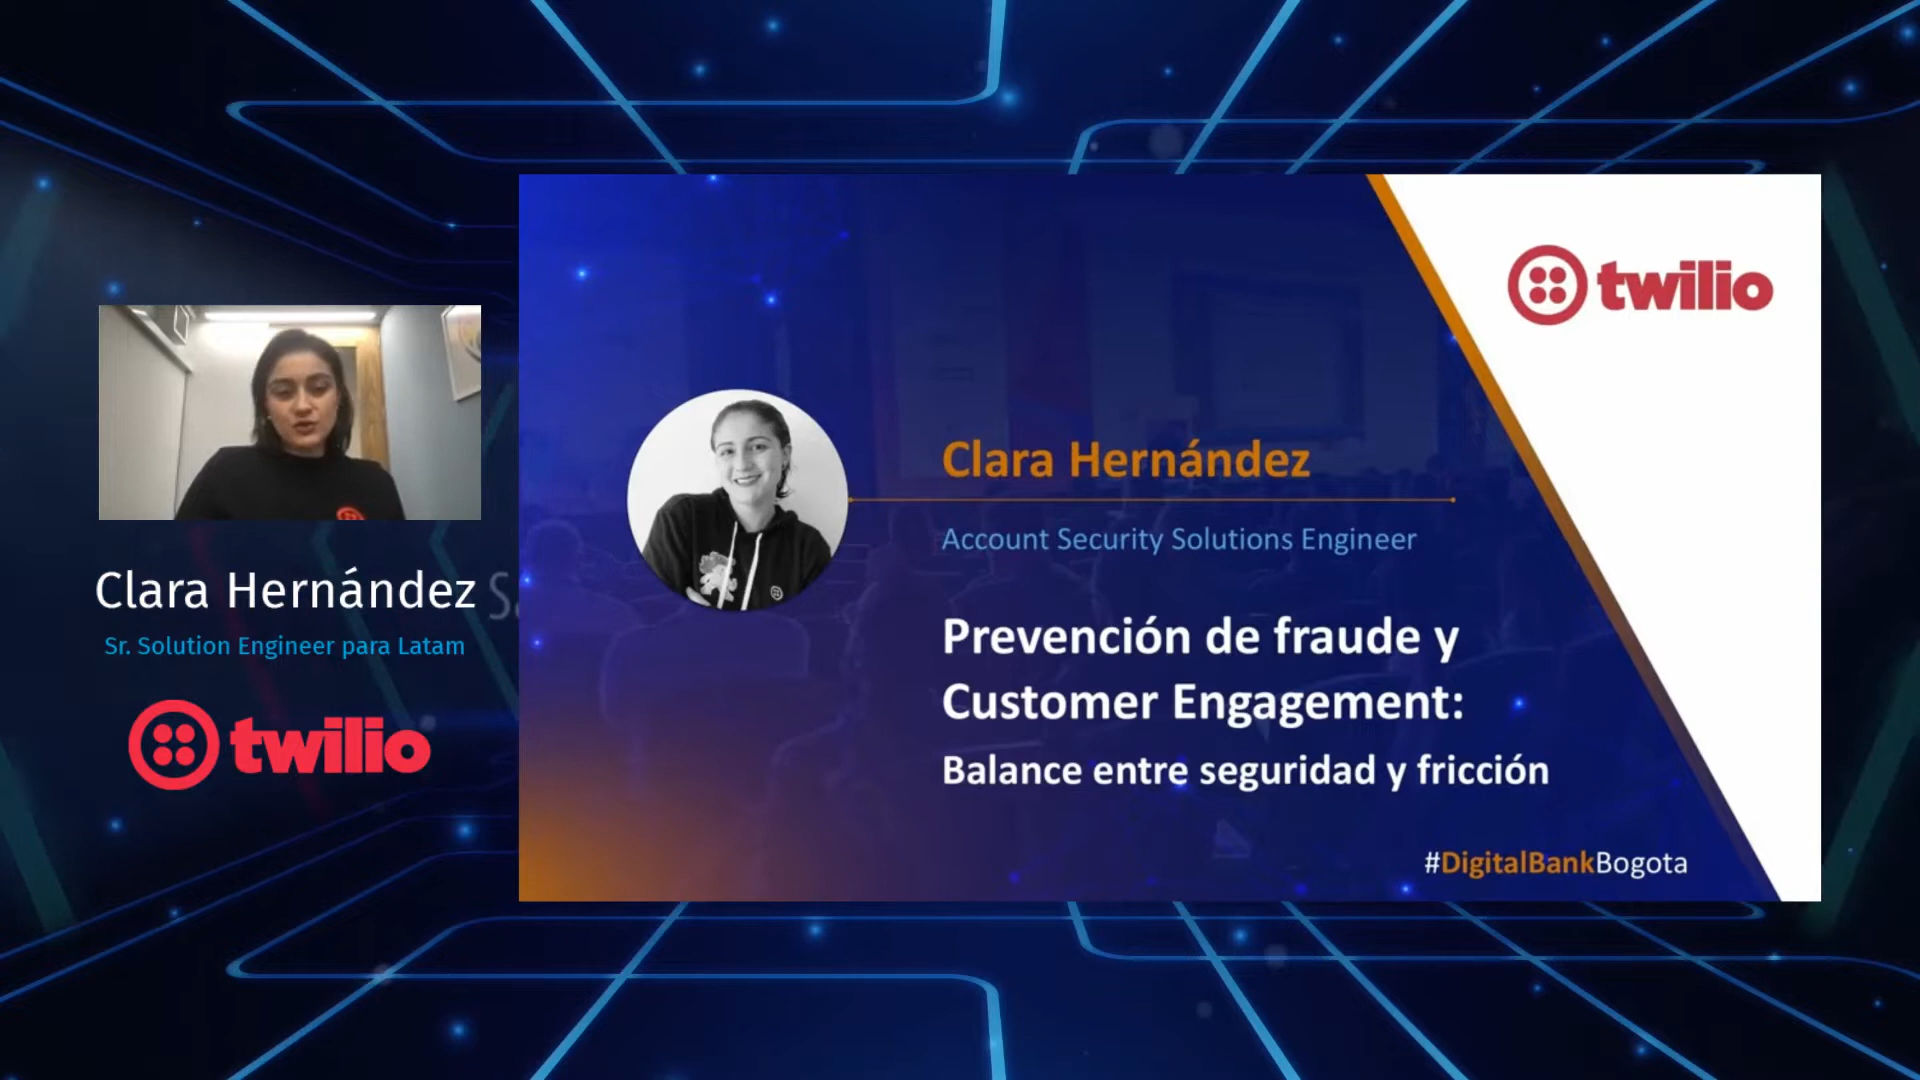 Clara Hernández
Sr. Solution Engineer para Latam
twilio
twilio
Clara Hernández
Account Security Solutions Engineer
Prevención de fraude y
Customer Engagement:
Balance entre seguridad y fricción
#DigitalBankBogota